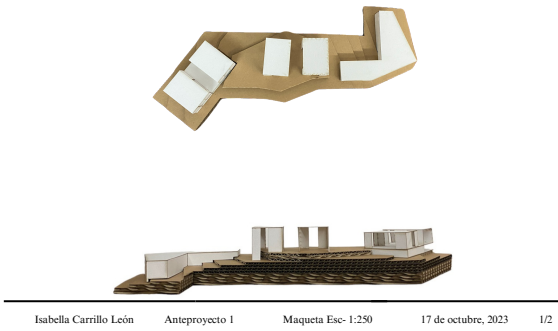 Isabella Carrillo León Anteproyecto 1 Maqueta Esc- 1:250 17 de octubre, 2023 1/2